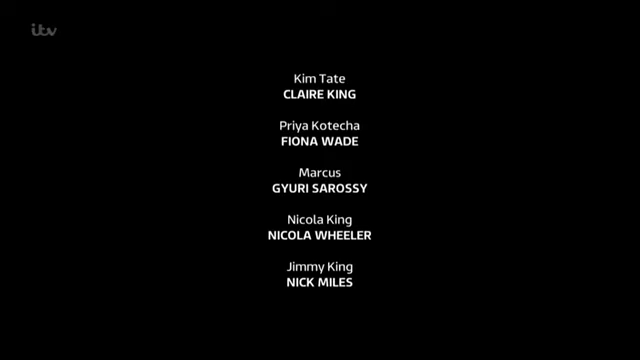 itv
Kim Tate
CLAIRE KING
Priya Kotecha
FIONA WADE
Marcus
GYURI SAROSSY
Nicola King
NICOLA WHEELER
Jimmy King
NICK MILES